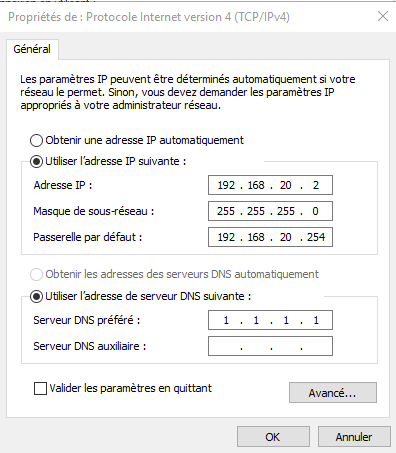 Propriétés de : Protocole Internet version 4 (TCP/IPv4)
Général
Les paramètres IP peuvent être déterminés automatiquement si votre
réseau le permet. Sinon, vous devez demander les paramètres IP
appropriés à votre administrateur réseau.
Obtenir une adresse IP automatiquement
Utiliser l'adresse IP suivante :
Adresse IP : 192 . 168 . 20 . 2
Masque de sous-réseau : 255 . 255 . 255 . 0
Passerelle par défaut : 192 . 168 . 20 . 254
Obtenir les adresses des serveurs DNS automatiquement
Utiliser l'adresse de serveur DNS suivante :
Serveur DNS préféré : 1 . 1 . 1 . 1
Serveur DNS auxiliaire : . . .
Valider les paramètres en quittant
Avancé...
OK Annuler